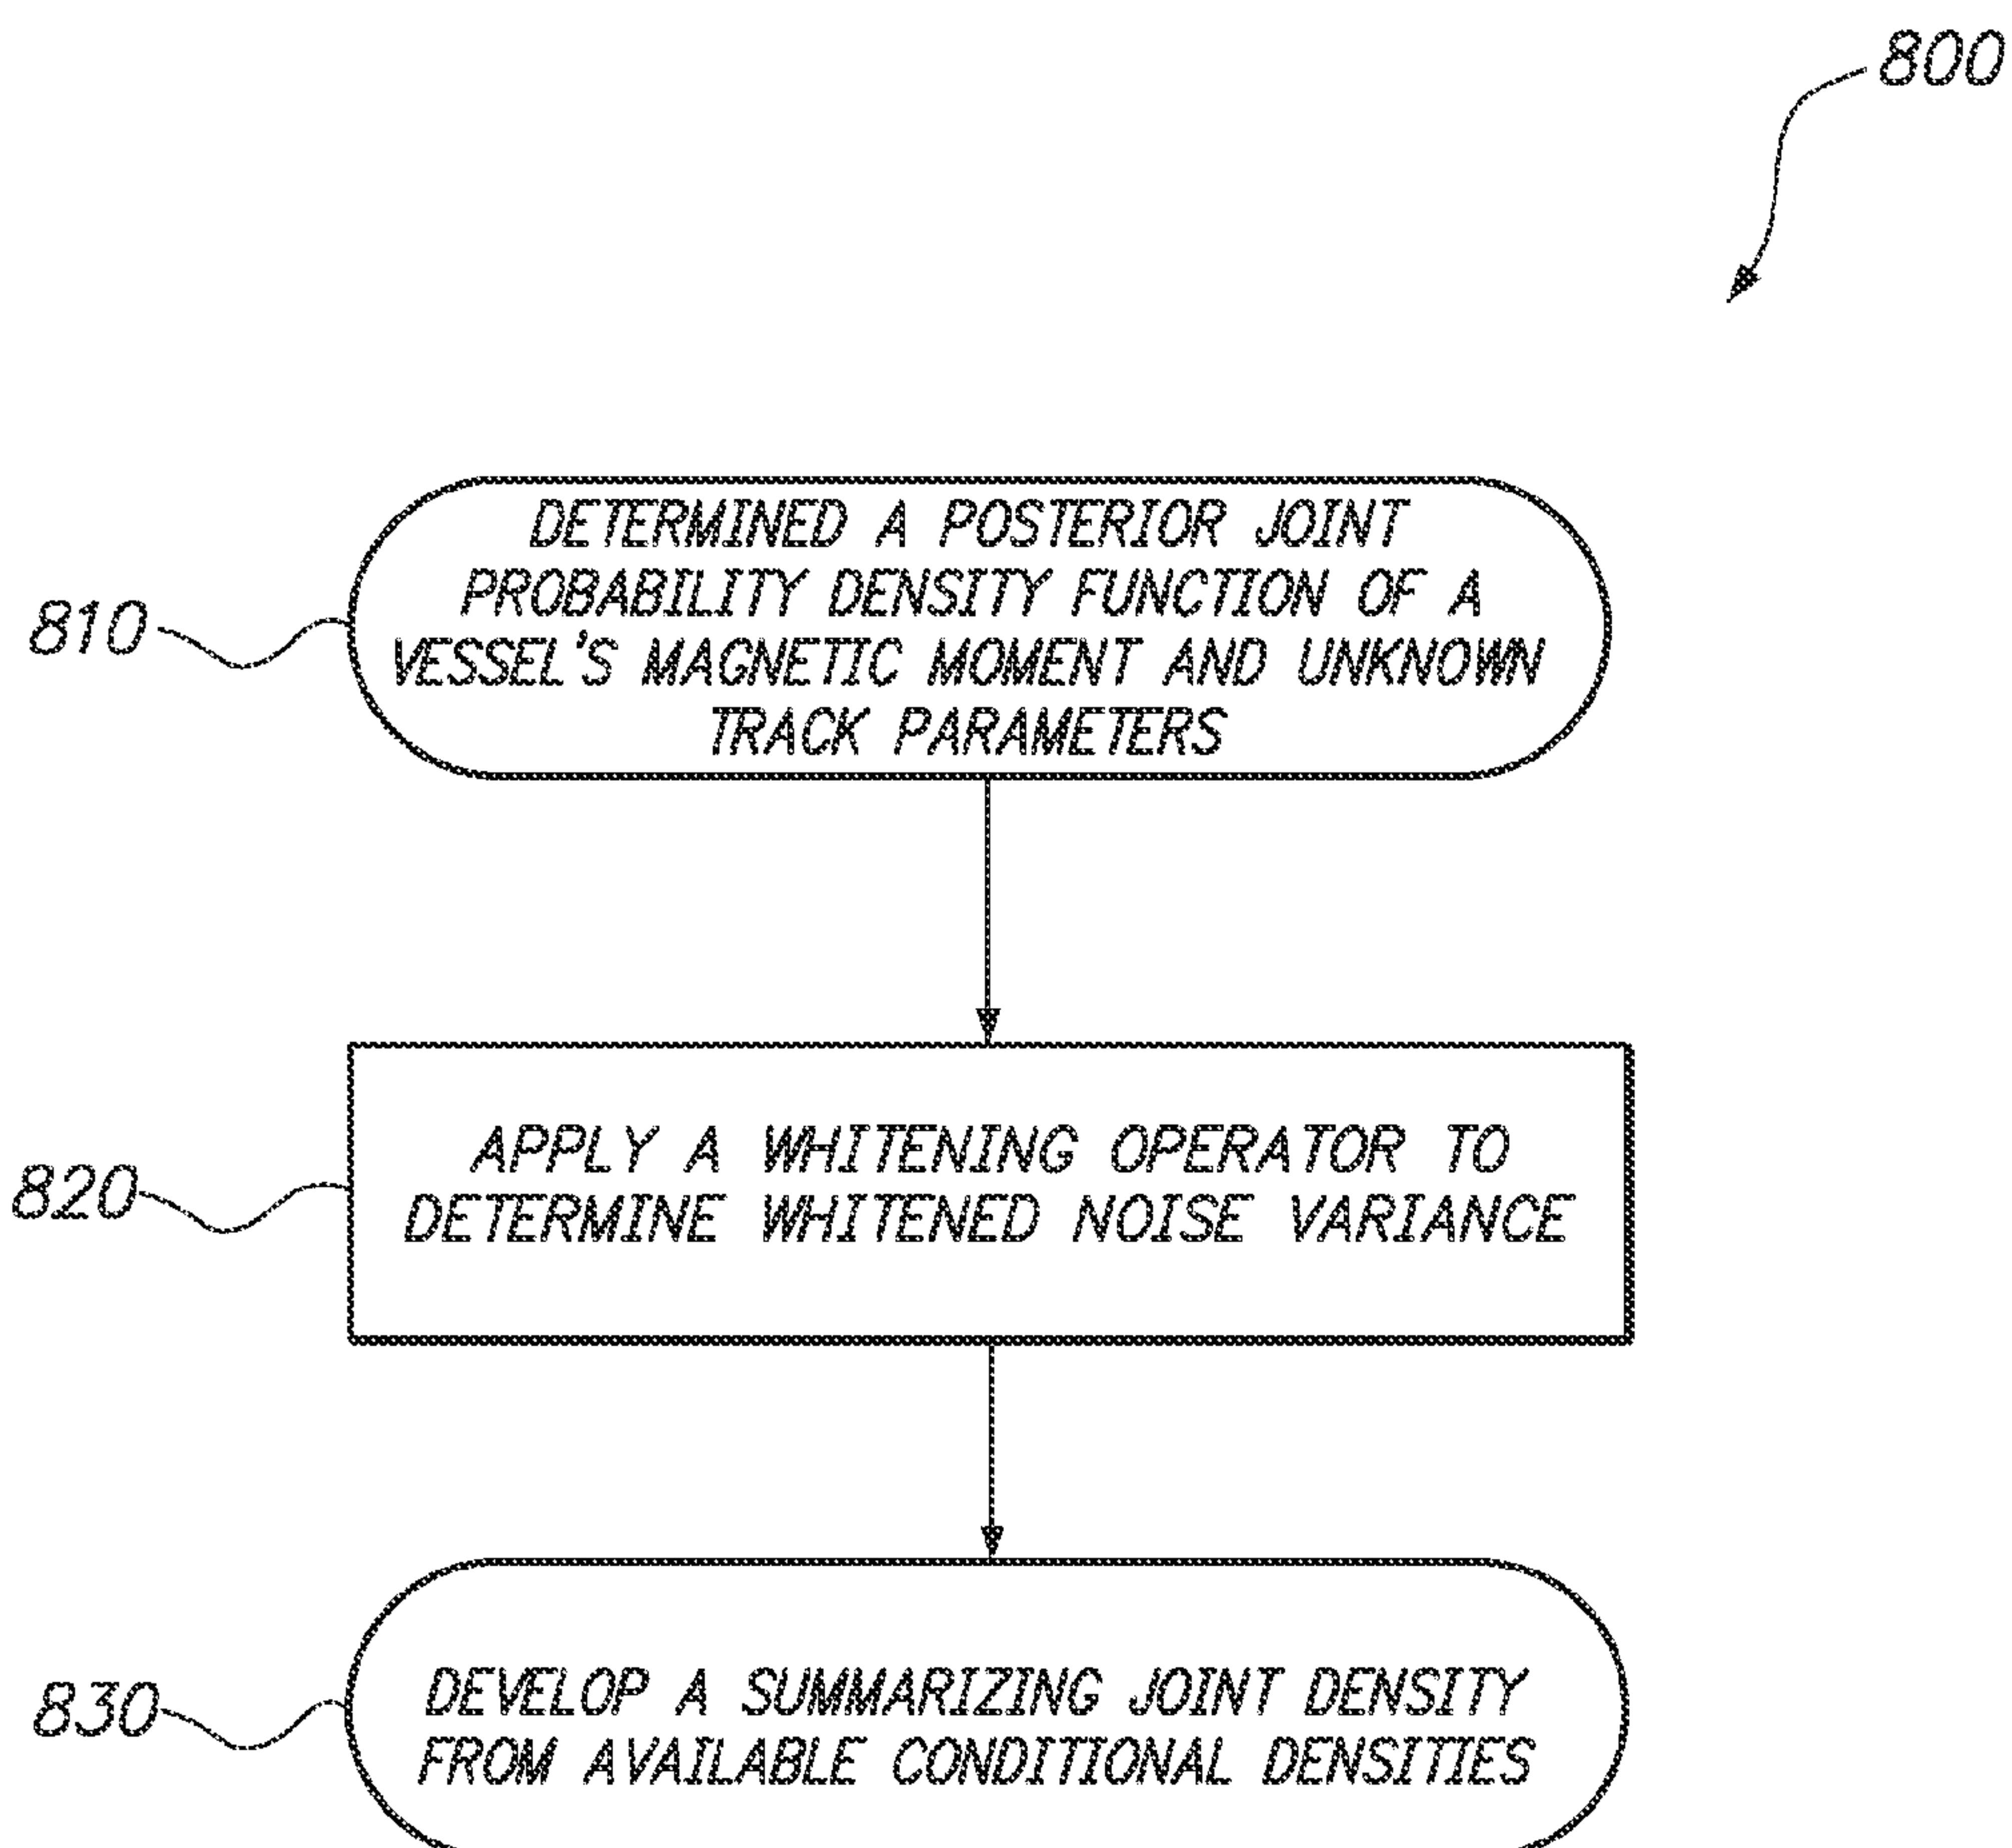 800
DETERMINED A POSTERIOR JOINT
PROBABILITY DENSITY FUNCTION OF A
VESSEL'S MAGNETIC MOMENT AND UNKNOWN
TRACK PARAMETERS
810
APPLY A WHITENING OPERATOR TO
DETERMINE WHITENED NOISE VARIANCE
820
DEVELOP A SUMMARIZING JOINT DENSITY
FROM AVAILABLE CONDITIONAL DENSITIES
830